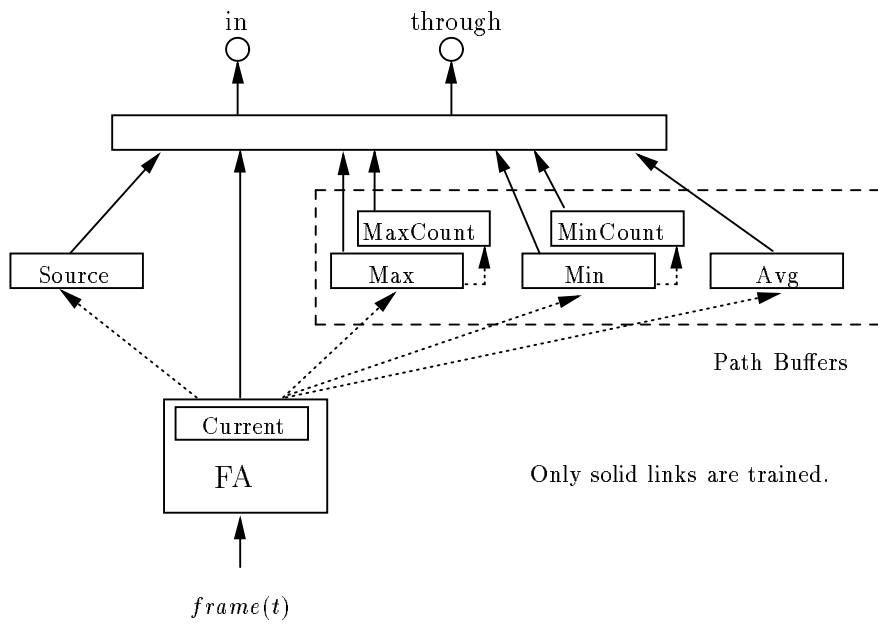 in
through
MaxCount
MinCount
Source
Max
Min
Avg
Path Buffers
Current
FA
Only solid links are trained.
frame(t)